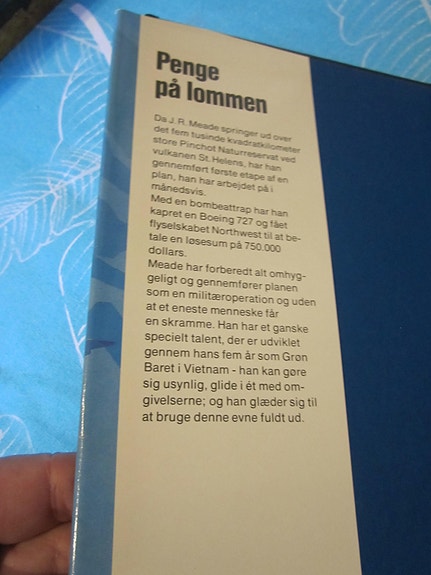 Penge
på lommen
Da J. R. Meade springer ud over
det fem tusinde kvadratkilometer
store Pinchot Naturreservat ved
vulkanen St. Helens, har han
gennemført første etape af en
plan, han har arbejdet på i
månedsvis.
Med en bombeattrap har han
kapret en Boeing 727 og fået
flyselskabet Northwest til at be-
tale en løsesum på 750.000
dollars.
Meade har forberedt alt omhyg-
geligt og gennemfører planen
som en militæroperation og uden
at et eneste menneske får
en skramme. Han har et ganske
specielt talent, der er udviklet
gennem hans fem år som Grøn
Baret i Vietnam - han kan gøre
sig usynlig, glide i ét med om-
givelserne; og han glæder sig til
at bruge denne evne fuldt ud.